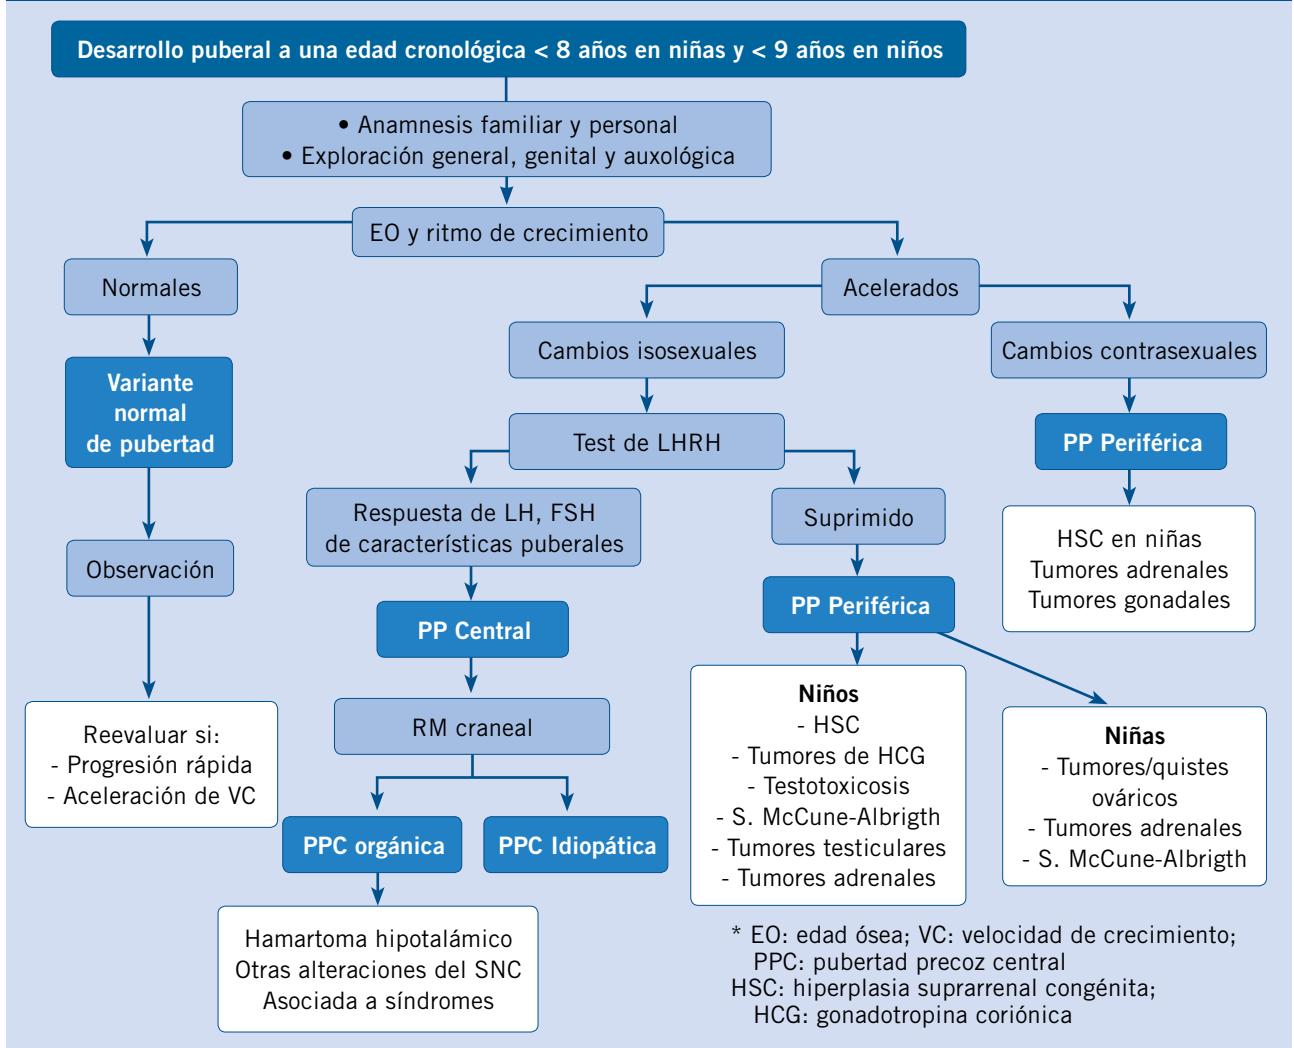 Desarrollo puberal a una edad cronológica < 8 años en niñas y < 9 años en niños
• Anamnesis familiar y personal
• Exploración general, genital y auxológica
EO y ritmo de crecimiento
Normales
Acelerados
Cambios isosexuales
Cambios contrasexuales
Variante
normal
de pubertad
Test de LHRH
PP Periférica
Respuesta de LH, FSH
de características puberales
Suprimido
HSC en niñas
Tumores adrenales
Tumores gonadales
Observación
PP Central
PP Periférica
Reevaluar si:
- Progresión rápida
- Aceleración de VC
RM craneal
Niños
- HSC
- Tumores de HCG
- Testotoxicosis
- S. McCune-Albrigth
- Tumores testiculares
- Tumores adrenales
Niñas
- Tumores/quistes
ováricos
- Tumores adrenales
- S. McCune-Albrigth
PPC orgánica
PPC Idiopática
Hamartoma hipotalámico
Otras alteraciones del SNC
Asociada a síndromes
* EO: edad ósea; VC: velocidad de crecimiento;
PPC: pubertad precoz central
HSC: hiperplasia suprarrenal congénita;
HCG: gonadotropina coriónica